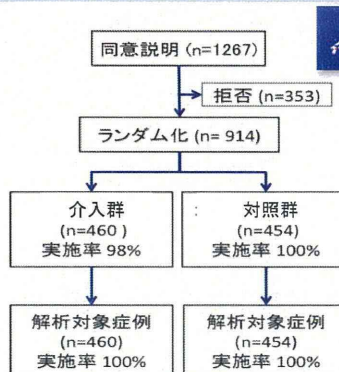 同意説明 (n=1267)
拒否 (n=353)
ランダム化 (n= 914)
介入群
(n=460 )
実施率 98%
:
対照群
(n=454)
実施率 100%
解析対象症例
(n=460)
実施率 100%
解析対象症例
(n=454)
実施率 100%